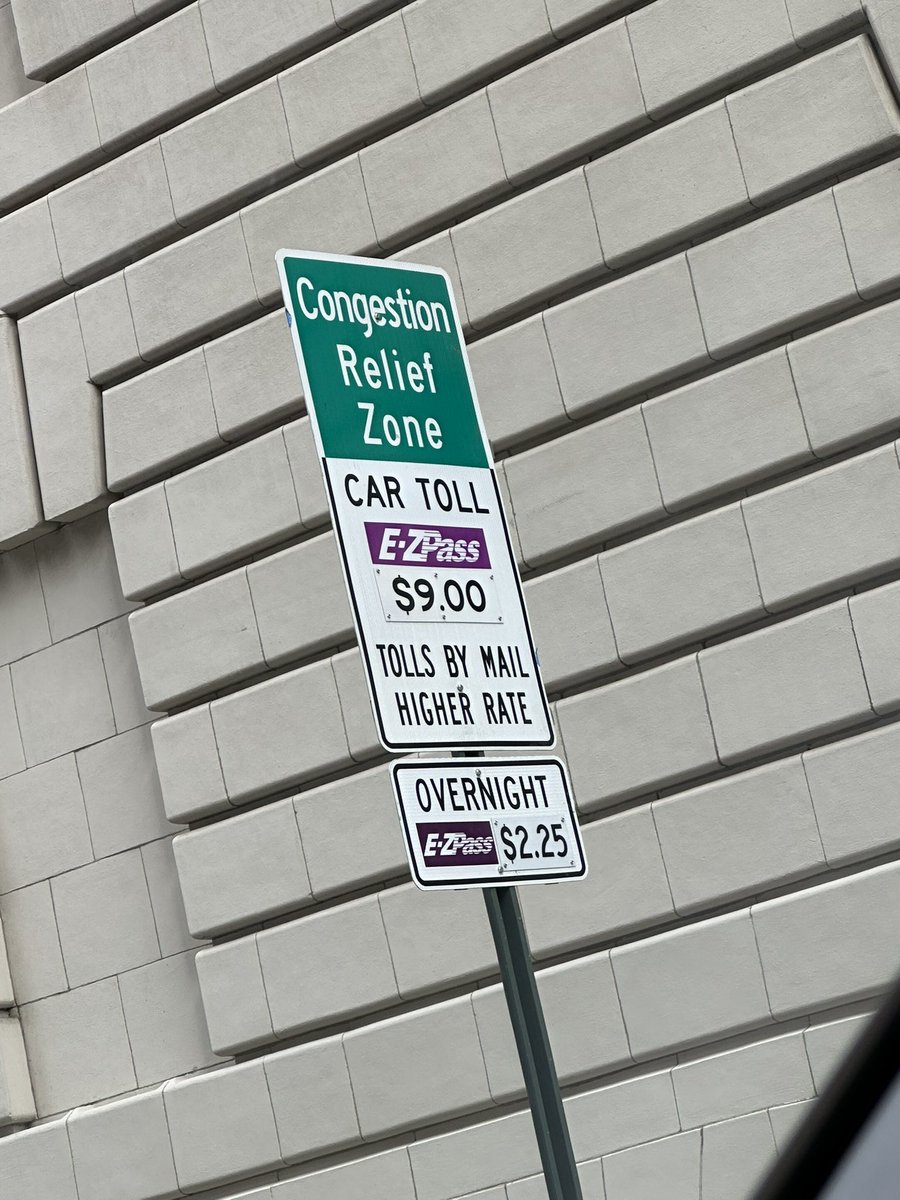 Congestion
Relief
Zone
CAR TOLL
E-ZPass
$9.00
TOLLS BY MAIL
HIGHER RATE
OVERNIGHT
E-ZPass $2.25